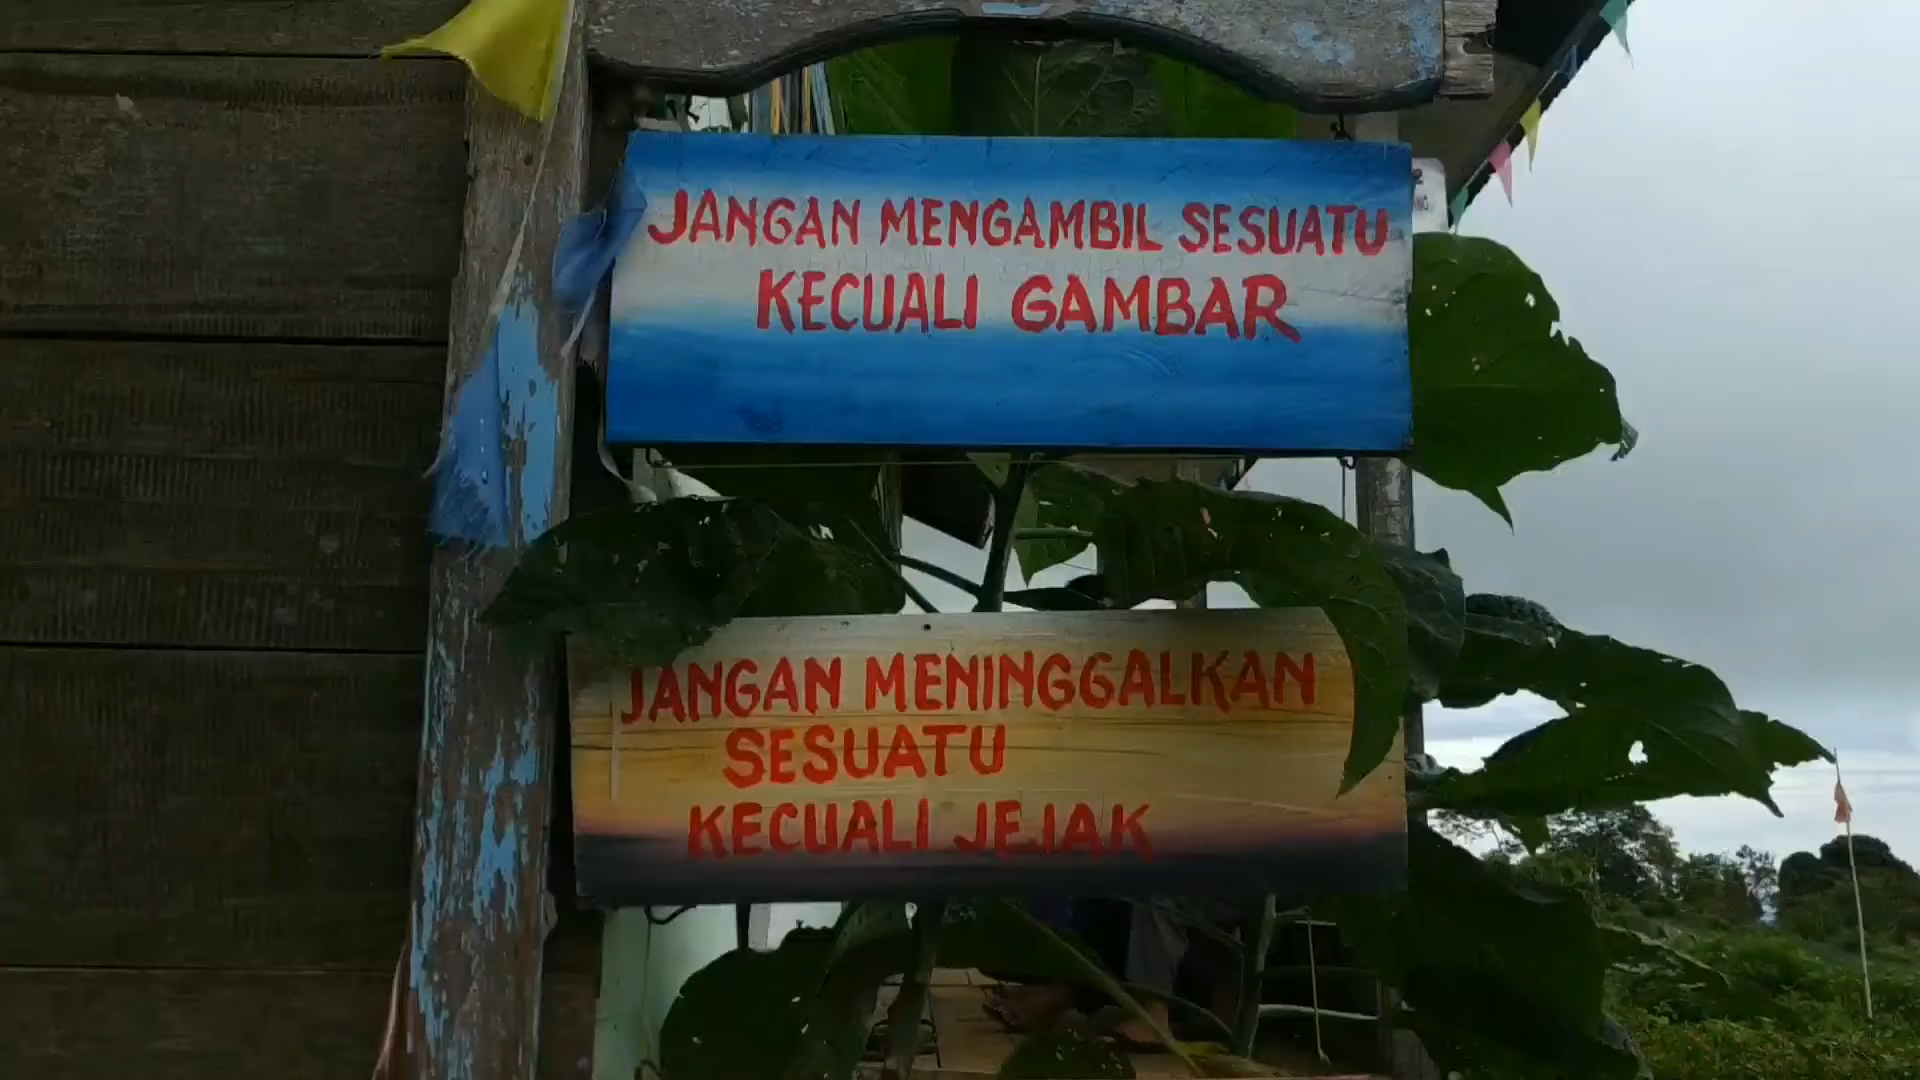 JANGAN MENGAMBIL SESUATU
KECUALI GAMBAR
JANGAN MENINGGALKAN
SESUATU
KECUALI JEJAK